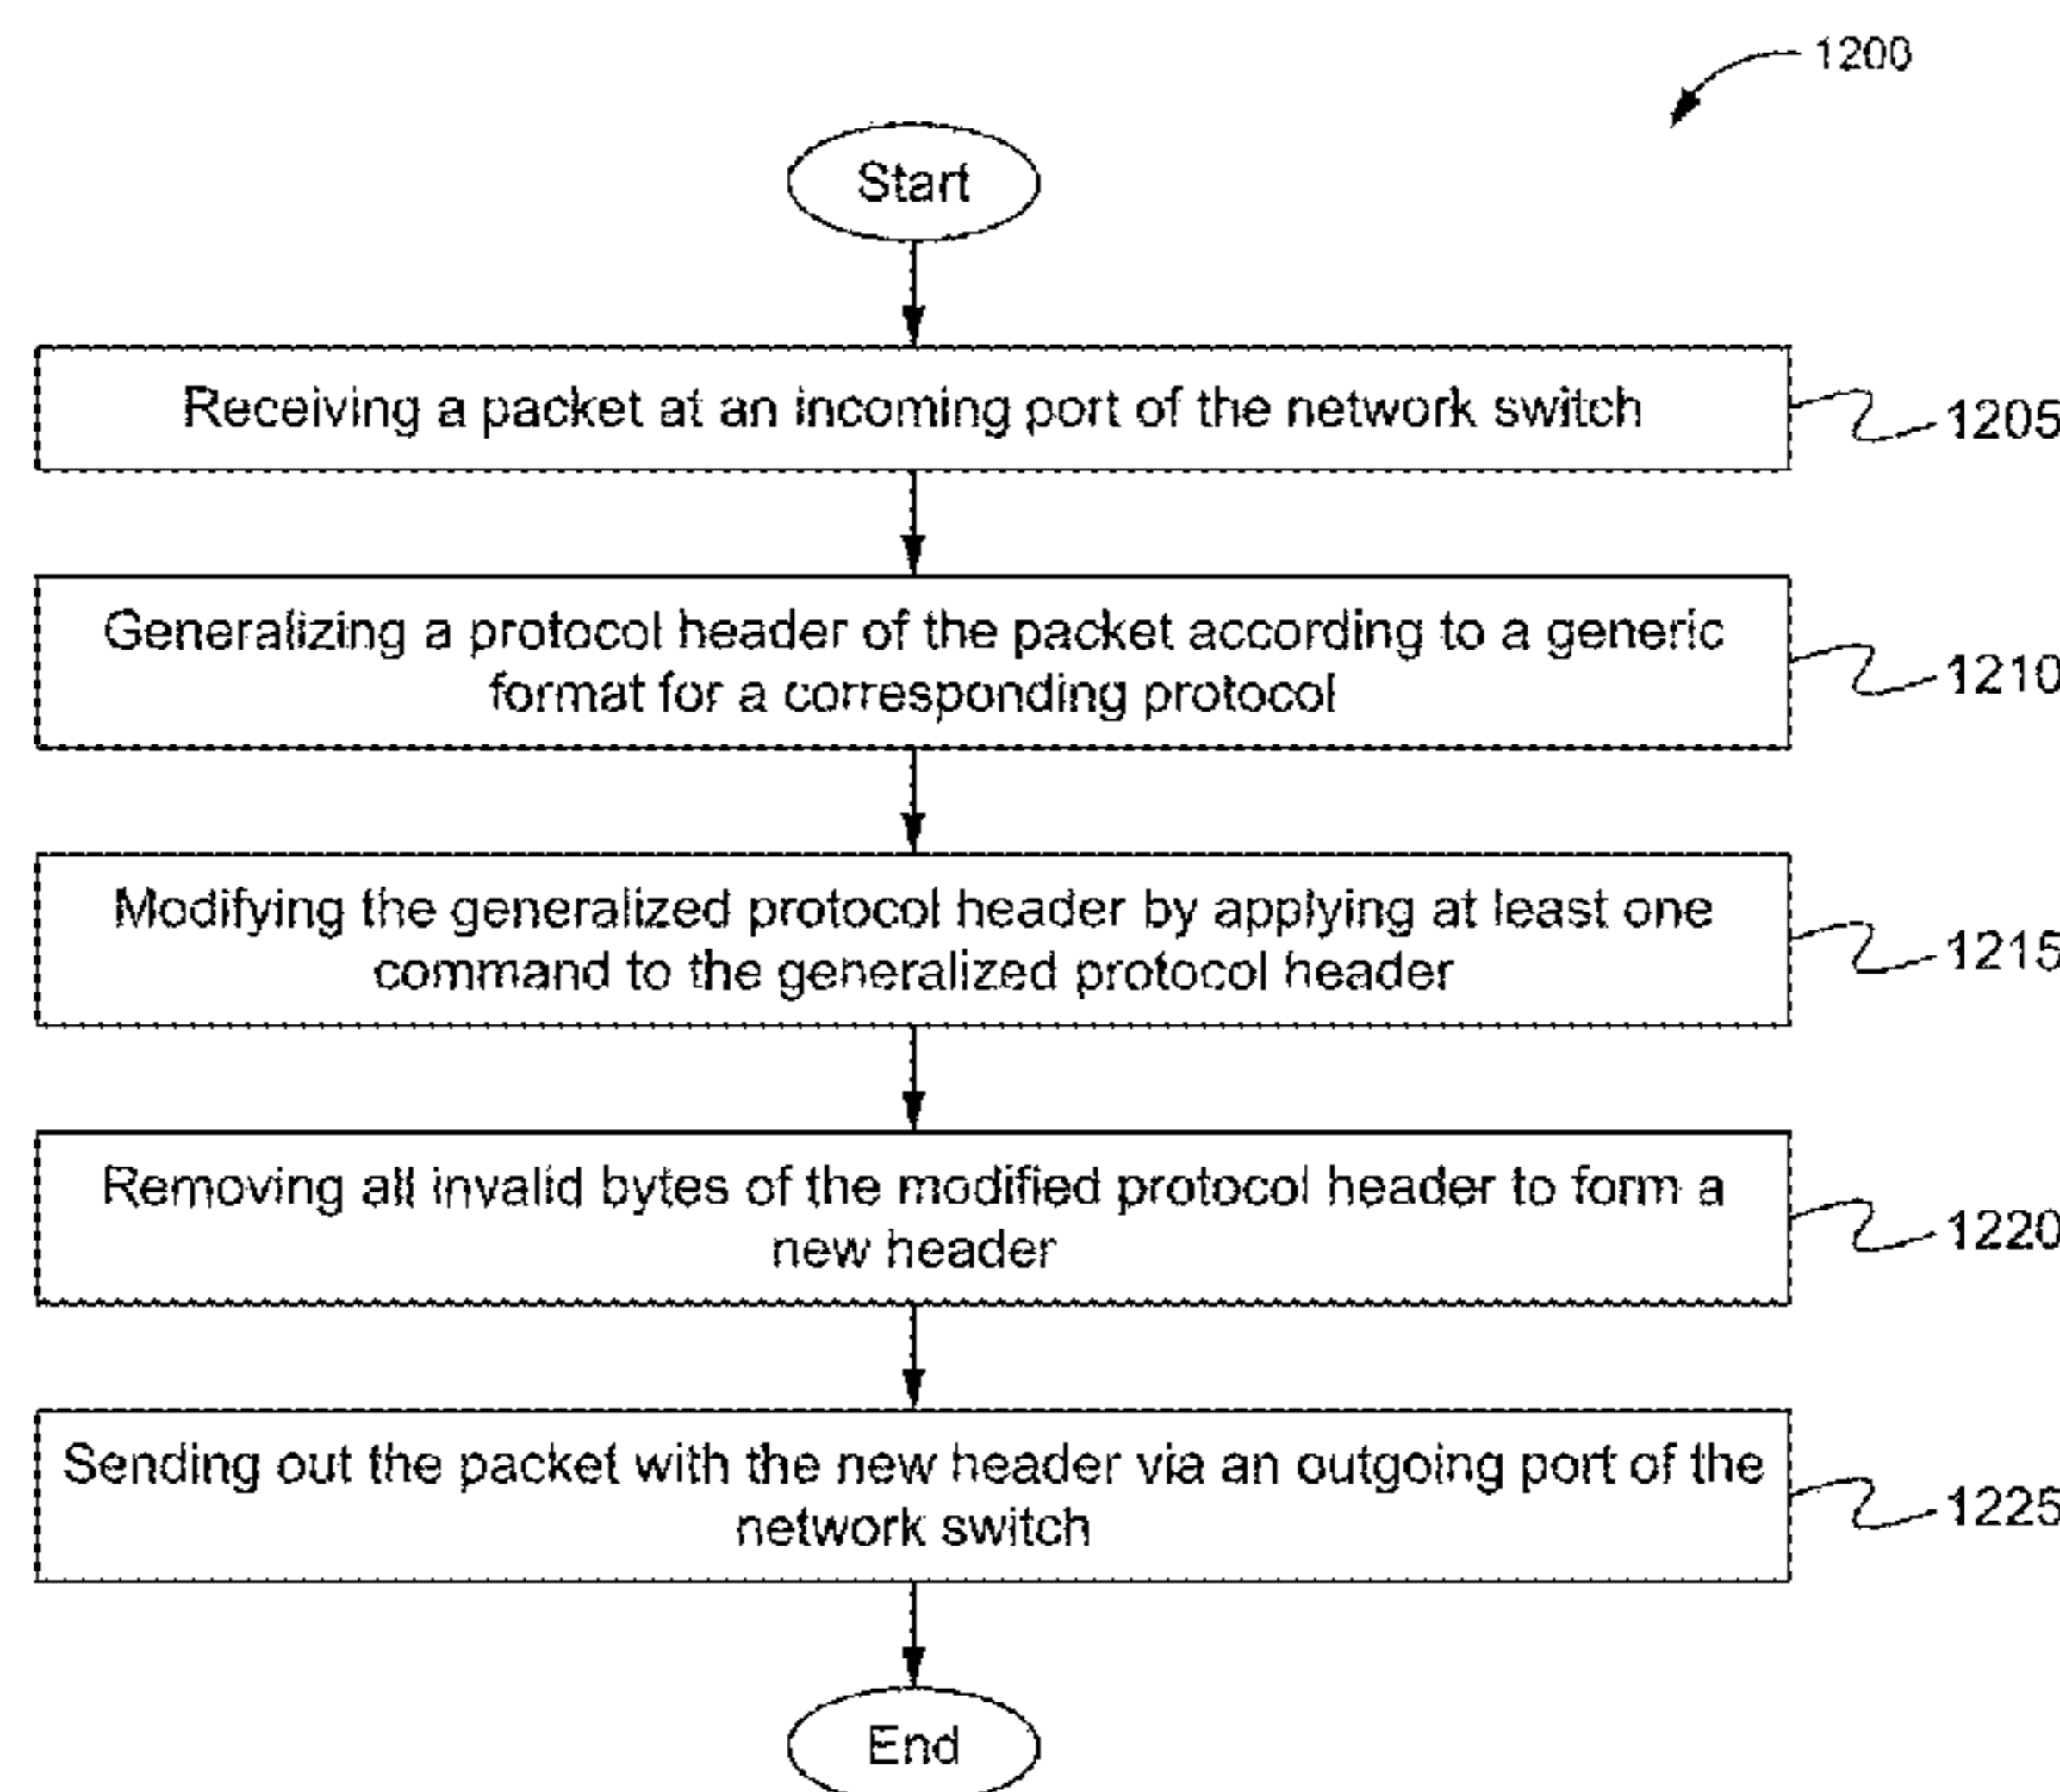 1200
Start
Receiving a packet at an incoming port of the network switch
1205
Generalizing a protocol header of the packet according to a generic
format for a corresponding protocol
1210
Modifying the generalized protocol header by applying at least one
command to the generalized protocol header
1215
Removing all invalid bytes of the modified protocol header to form a
new header
1220
Sending out the packet with the new header via an outgoing port of the
network switch
1225
End